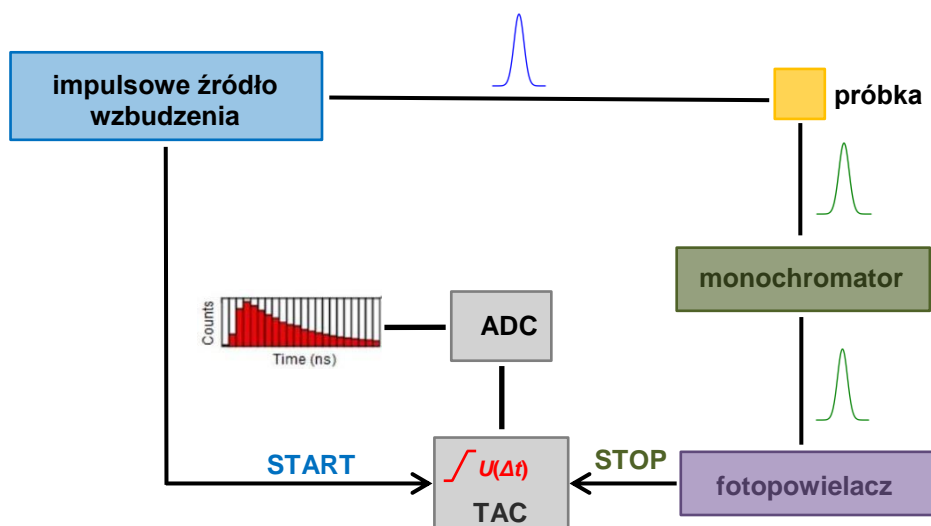 impulsowe źródło
wzbudzenia
próbka
monochromator
Counts
Time (ns)
ADC
START
U(Δt)
TAC
STOP
fotopowielacz